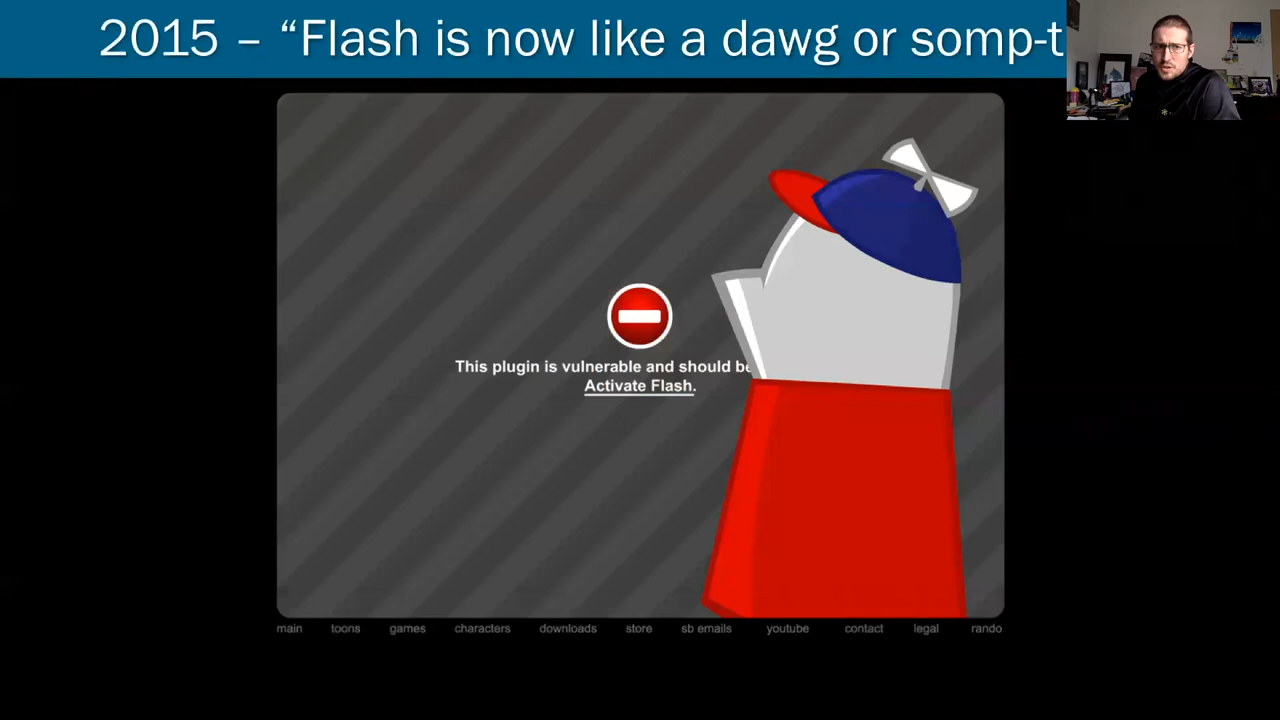 2015 – “Flash is now like a dawg or somp-t
This plugin is vulnerable and should be
Activate Flash.
main toons games characters downloads store sb emails youtube contact legal rando